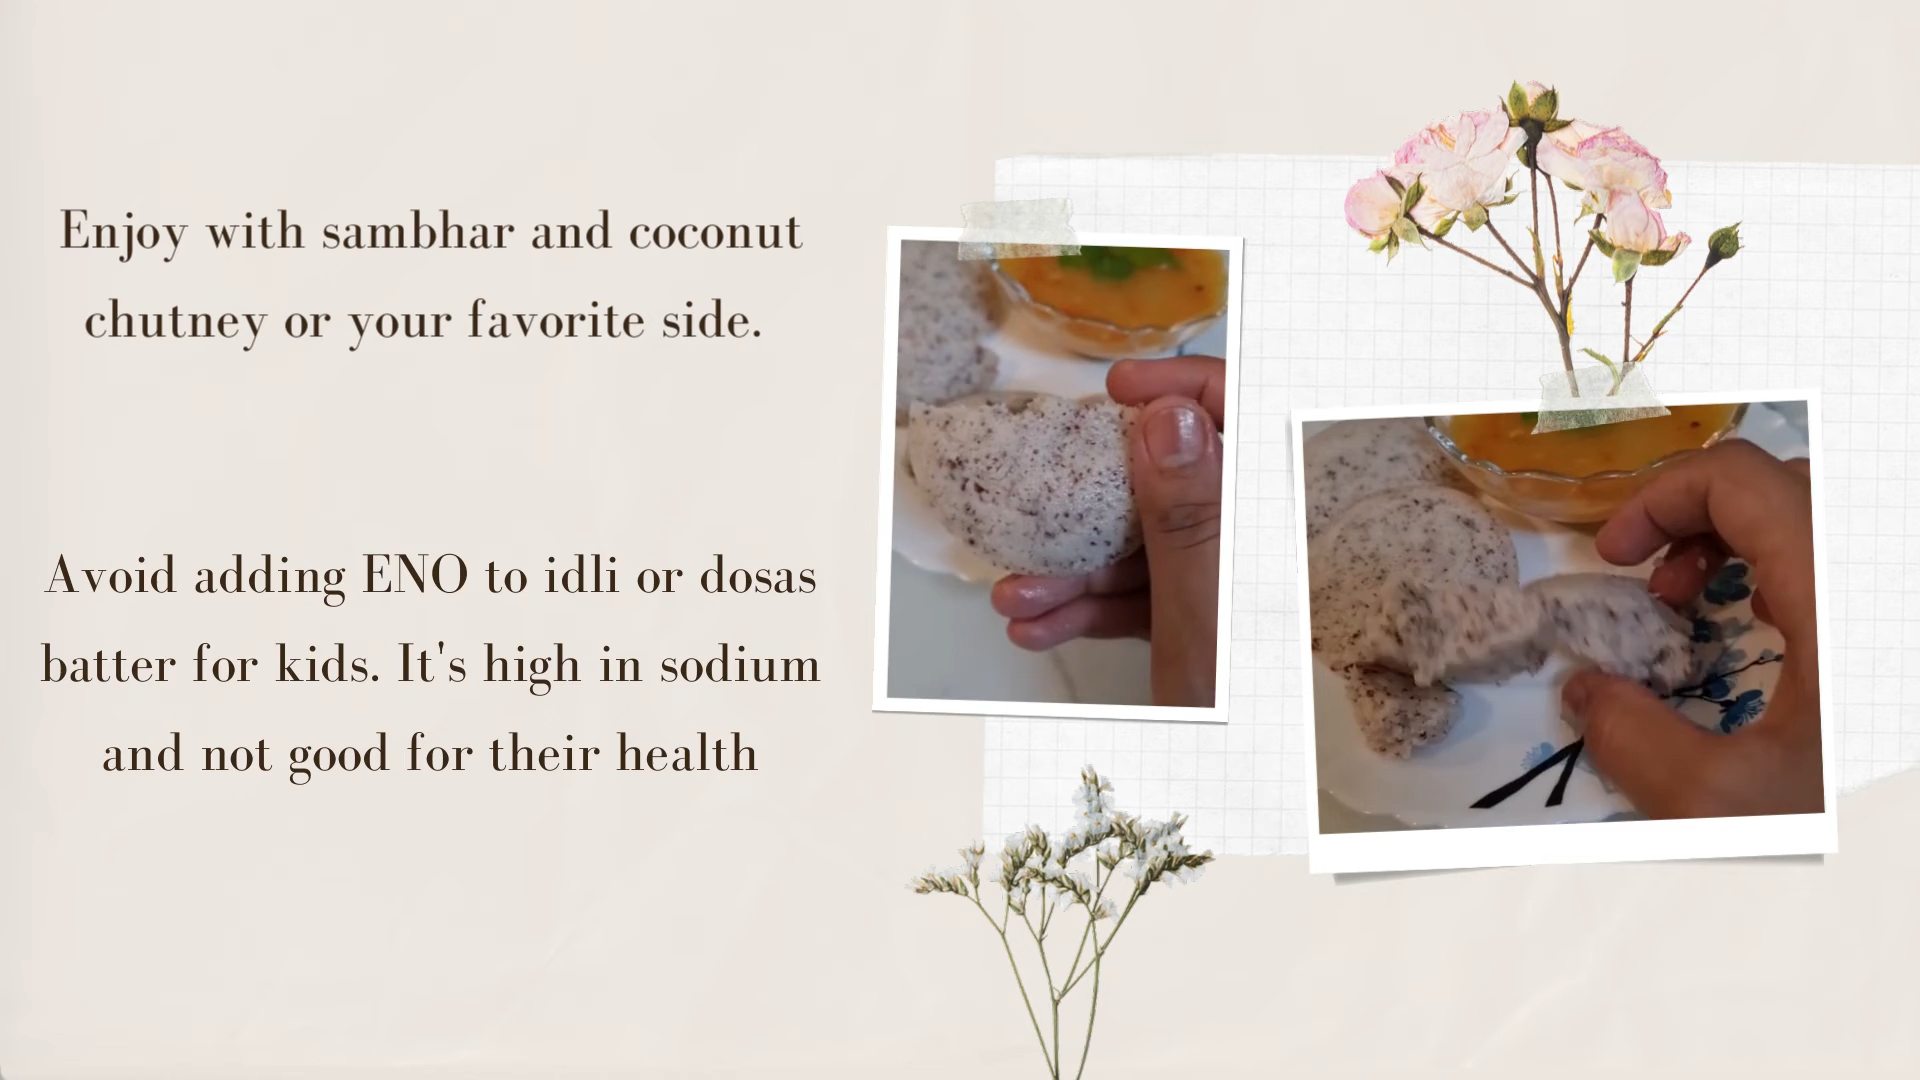 Enjoy with sambhar and coconut
chutney or your favorite side.
Avoid adding ENO to idli or dosas
batter for kids. It's high in sodium
and not good for their health